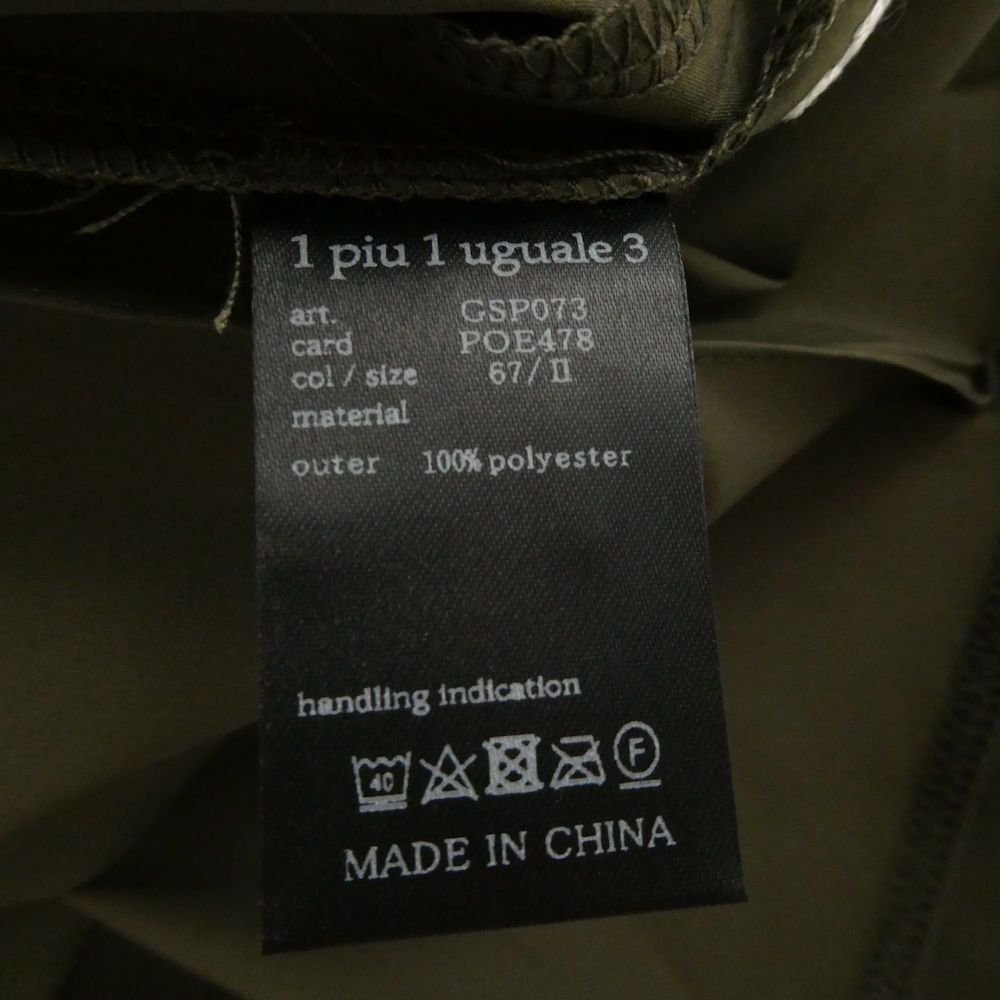 1 piu 1 uguale 3
art. GSP073
card POE478
col / size 67/II
material
outer 100% polyester
handling indication
40 F
MADE IN CHINA